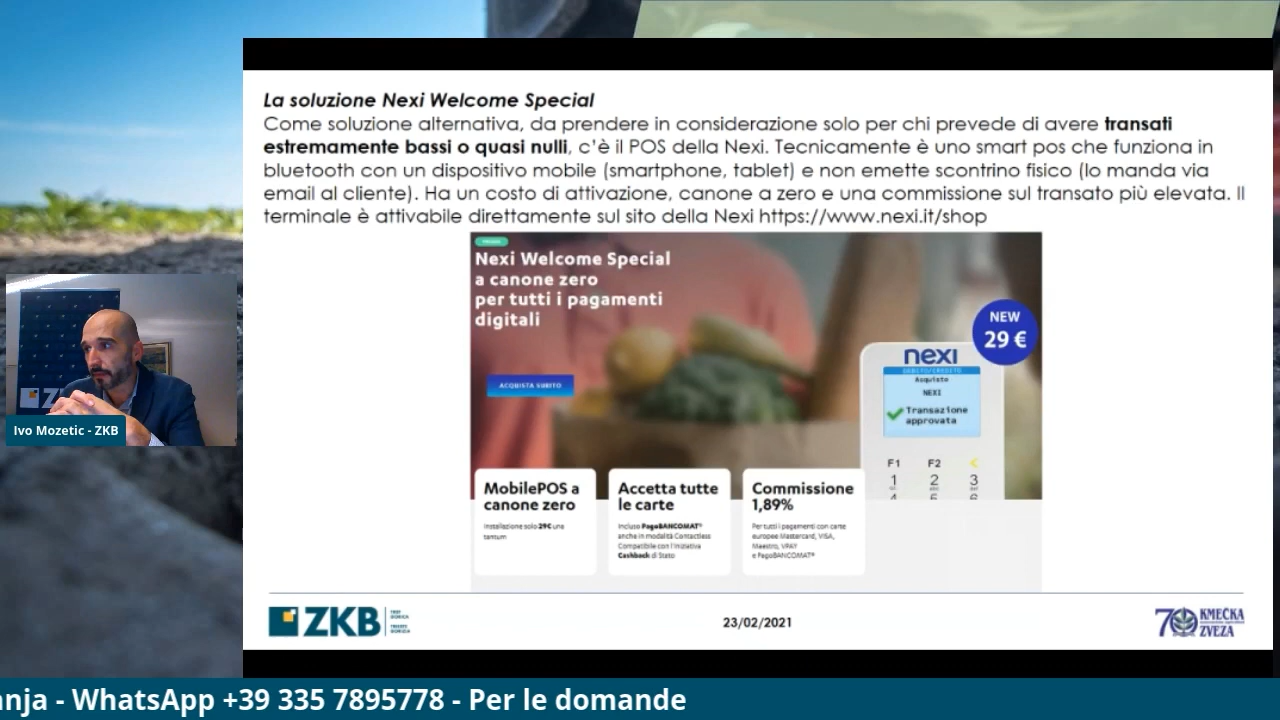 La soluzione Nexi Welcome Special
Come soluzione alternativa, da prendere in considerazione solo per chi prevede di avere transati
estremamente bassi o quasi nulli, c'è il POS della Nexi. Tecnicamente è uno smart pos che funziona in
bluetooth con un dispositivo mobile (smartphone, tablet) e non emette scontrino fisico (lo manda via
email al cliente). Ha un costo di attivazione, canone a zero e una commissione sul transato più elevata. Il
terminale è attivabile direttamente sul sito della Nexi https://www.nexi.it/shop
Nexi Welcome Special
a canone zero
per tutti i pagamenti
digitali
NEW
29 €
ACQUISTA SUBITO
nexi
DEBITO/CREDITO
Acquisto
NEXI
Transazione
approvata
F1 F2 <
1 2 3
4 5 6
MobilePOS a
canone zero
Installazione solo 29€ una
tantum
Accetta tutte
le carte
Incluso PagoBANCOMAT®
anche in modalità Contactless
Compatibile con l'iniziativa
Cashback di Stato
Commissione
1,89%
Per tutti i pagamenti con carte
europee Mastercard, VISA,
Maestro, VPAY
e PagoBANCOMAT®
ZK
Ivo Mozetic - ZKB
ZKB
23/02/2021
70 KMEČKA
ZVEZA
anja - WhatsApp +39 335 7895778 - Per le domande